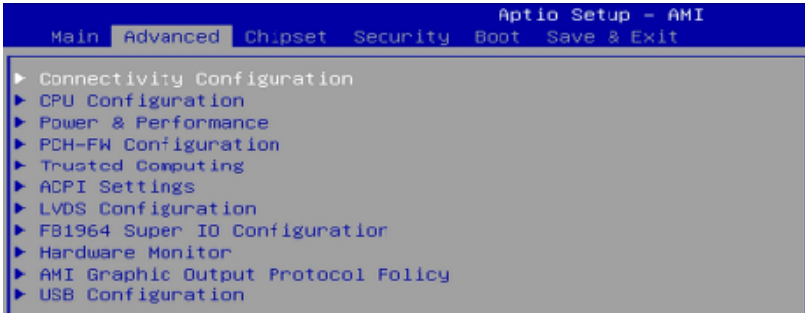 Aptio Setup – AMI
Main Advanced Chipset Security Boot Save & Exit
▶ Connectivity Configuration
▶ CPU Configuration
▶ Power & Performance
▶ PCH-FW Configuration
▶ Trusted Computing
▶ ACPI Settings
▶ LVDS Configuration
▶ F81964 Super IO Configuration
▶ Hardware Monitor
▶ AMI Graphic Output Protocol Policy
▶ USB Configuration